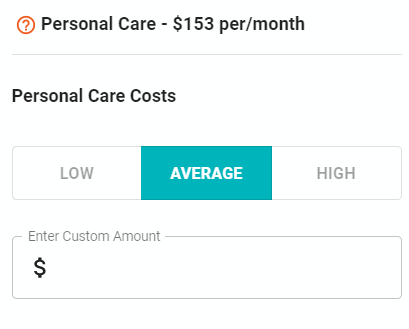 Personal Care - $153 per/month
Personal Care Costs
LOW AVERAGE HIGH
Enter Custom Amount
$